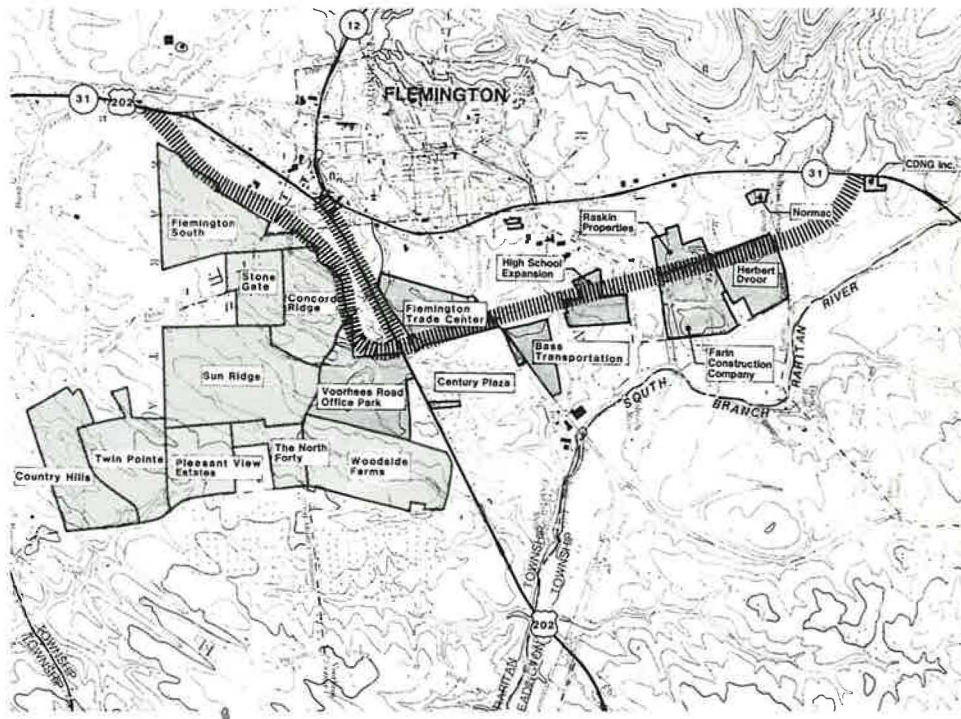 12
FLEMINGTON
31
202
31
CDNG Inc.
Normac
Raskin
Properties
Flemington
South
High School
Expansion
Herbert
Dvoor
Stone
Gate
Concord
Ridge
Flemington
Trade Center
RIVER
RARITAN
Bass
Transportation
Farin
Construction
Company
Sun Ridge
Century Plaza
Voorhees Road
Office Park
SOUTH
BRANCH
The North
Forty
Twin Pointe
Pleasant View
Estates
Woodside
Farms
Country Hills
TOWNSHIP
TOWNSHIP
202
RARITAN
TOWNSHIP
TOWNSHIP